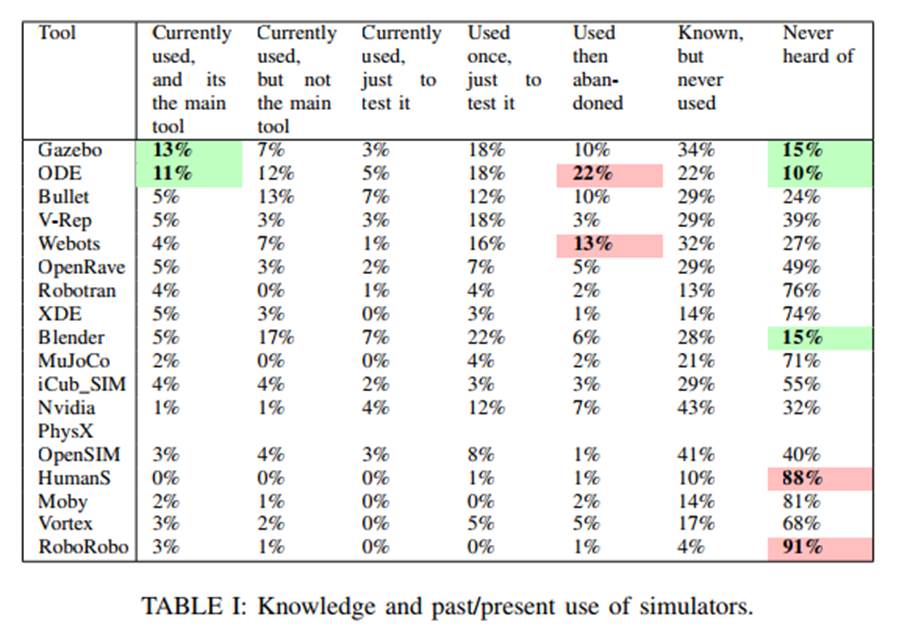 Tool Currently used, and its the main tool Currently used, but not the main tool Currently used, just to test it Used once, just to test it Used then aban-doned Known, but never used Never heard of
Gazebo 13% 7% 3% 18% 10% 34% 15%
ODE 11% 12% 5% 18% 22% 22% 10%
Bullet 5% 13% 7% 12% 10% 29% 24%
V-Rep 5% 3% 3% 18% 3% 29% 39%
Webots 4% 7% 1% 16% 13% 32% 27%
OpenRave 5% 3% 2% 7% 5% 29% 49%
Robotran 4% 0% 1% 4% 2% 13% 76%
XDE 5% 3% 0% 3% 1% 14% 74%
Blender 5% 17% 7% 22% 6% 28% 15%
MuJoCo 2% 0% 0% 4% 2% 21% 71%
iCub_SIM 4% 4% 2% 3% 3% 29% 55%
Nvidia 1% 1% 4% 12% 7% 43% 32%
PhysX
OpenSIM 3% 4% 3% 8% 1% 41% 40%
HumanS 0% 0% 0% 1% 1% 10% 88%
Moby 2% 1% 0% 0% 2% 14% 81%
Vortex 3% 2% 0% 5% 5% 17% 68%
RoboRobo 3% 1% 0% 0% 1% 4% 91%
TABLE I: Knowledge and past/present use of simulators.